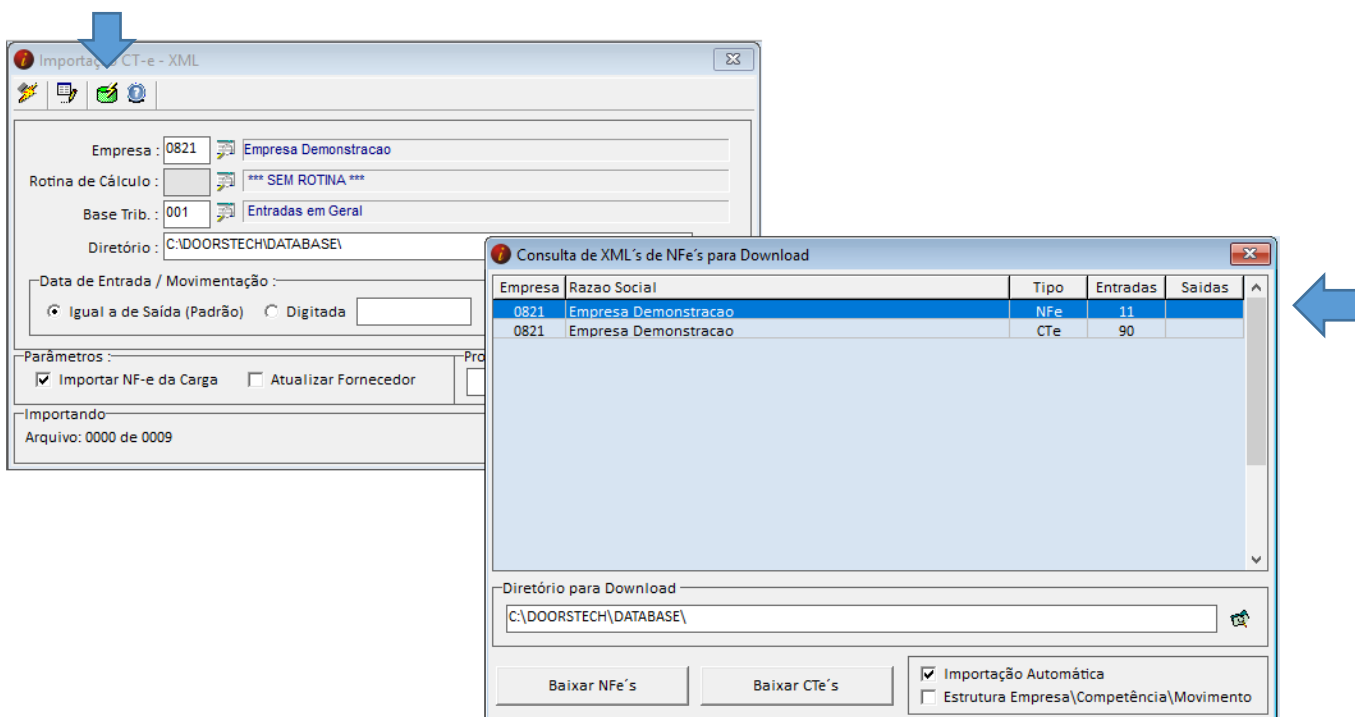 Importação CT-e - XML
Empresa : 0821 Empresa Demonstracao
Rotina de Cálculo : *** SEM ROTINA ***
Base Trib. : 001 Entradas em Geral
Diretório : C:\DOORSTECH\DATABASE\
Data de Entrada / Movimentação :
Igual a de Saída (Padrão) Digitada
Parâmetros :
Importar NF-e da Carga Atualizar Fornecedor
Importando
Arquivo: 0000 de 0009
Consulta de XML´s de NFe´s para Download
Empresa Razao Social Tipo Entradas Saidas
0821 Empresa Demonstracao NFe 11
0821 Empresa Demonstracao CTe 90
Diretório para Download
C:\DOORSTECH\DATABASE\
Baixar NFe´s Baixar CTe´s
Importação Automática
Estrutura Empresa\Competência\Movimento